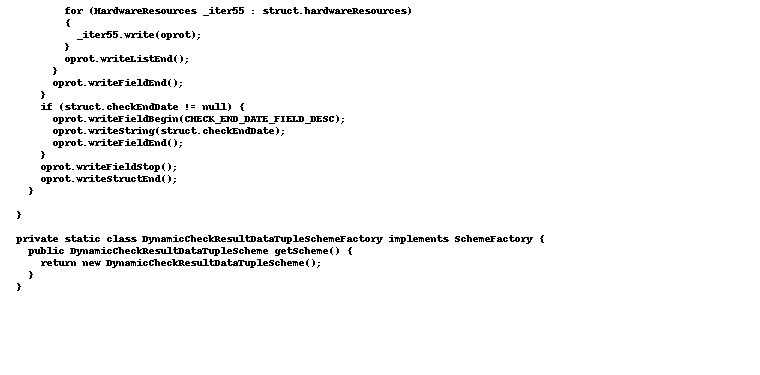 for (HardwareResources _iter55 : struct.hardwareResources)
{
_iter55.write(oprot);
}
oprot.writeListEnd();
}
oprot.writeFieldEnd();
}
if (struct.checkEndDate != null) {
oprot.writeFieldBegin(CHECK_END_DATE_FIELD_DESC);
oprot.writeString(struct.checkEndDate);
oprot.writeFieldEnd();
}
oprot.writeFieldStop();
oprot.writeStructEnd();
}
}
private static class DynamicCheckResultDataTupleSchemeFactory implements SchemeFactory {
public DynamicCheckResultDataTupleScheme getScheme() {
return new DynamicCheckResultDataTupleScheme();
}
}